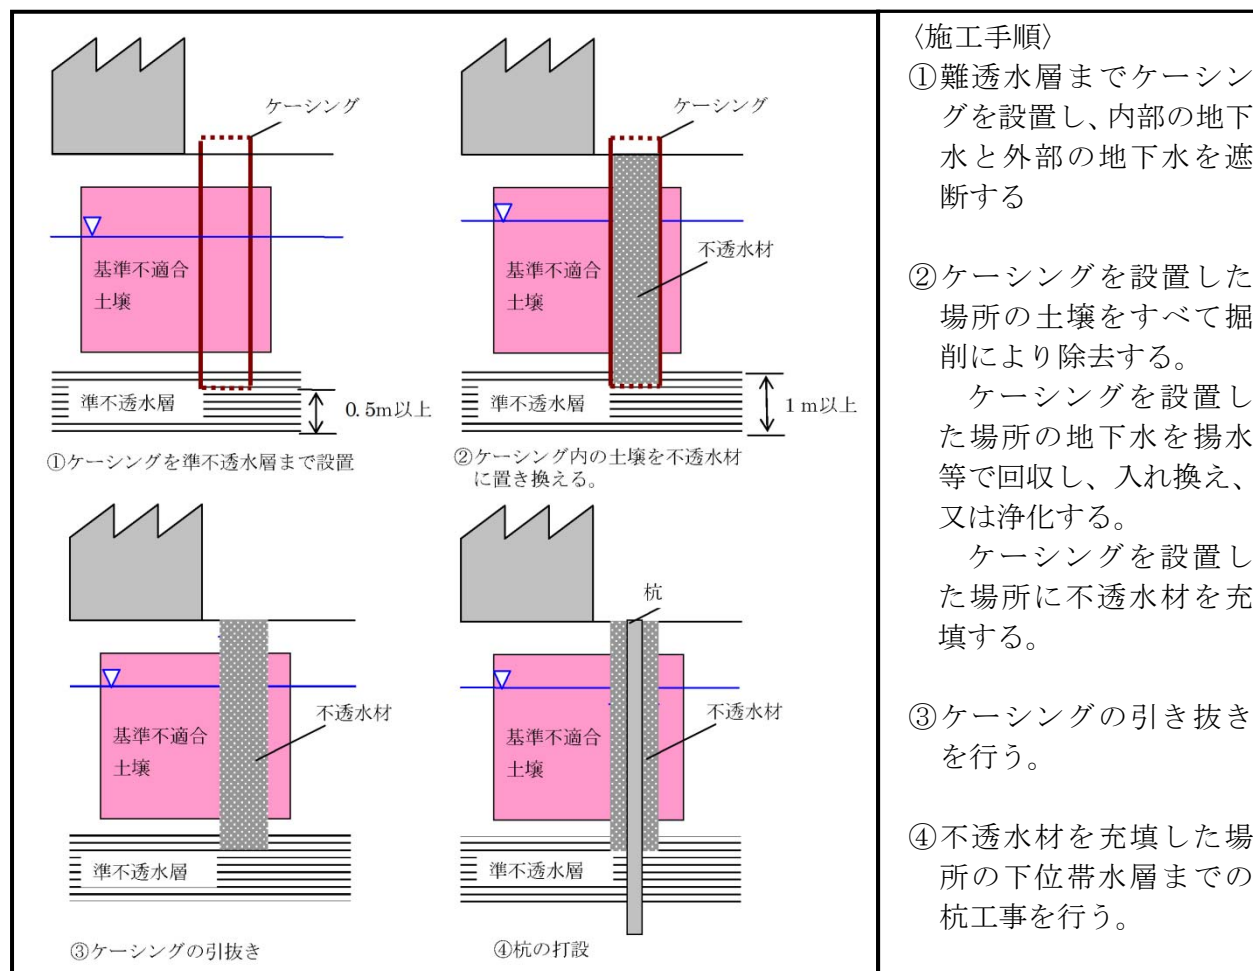 ケーシング
基準不適合
土壌
準不透水層
0.5m以上
①ケーシングを準不透水層まで設置
ケーシング
不透水材
基準不適合
土壌
準不透水層
1m以上
②ケーシング内の土壌を不透水材
に置き換える。
不透水材
基準不適合
土壌
準不透水層
③ケーシングの引抜き
杭
不透水材
基準不適合
土壌
準不透水層
④杭の打設
〈施工手順〉
①難透水層までケーシン
グを設置し、内部の地下
水と外部の地下水を遮
断する
②ケーシングを設置した
場所の土壌をすべて掘
削により除去する。
ケーシングを設置し
た場所の地下水を揚水
等で回収し、入れ換え、
又は浄化する。
ケーシングを設置し
た場所に不透水材を充
填する。
③ケーシングの引き抜き
を行う。
④不透水材を充填した場
所の下位帯水層までの
杭工事を行う。